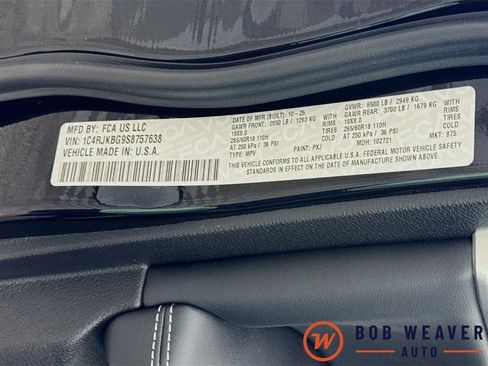 MFD BY: FCA US LLC
VIN: 1C4RJKBG9S8757638
VEHICLE MADE IN: U.S.A.
DATE OF MFR (BUILT): 10-25
GAWR FRONT: 2850 LB / 1293 KG
18X8.0
265/60R18 110H
AT 250 kPa / 36 PSI
TYPE: MPV
WITH
RIMS
TIRES
COLD
PAINT: PXJ
GVWR: 6500 LB / 2949 KG
GAWR REAR: 3700 LB / 1679 KG
18X8.0
265/60R18 110H
AT 250 kPa / 36 PSI
MDH: 102721
WITH
RIMS
TIRES
COLD
MKT: 875
THIS VEHICLE CONFORMS TO ALL APPLICABLE U.S.A. FEDERAL MOTOR VEHICLE SAFETY
STANDARDS IN EFFECT ON THE DATE OF MANUFACTURE SHOWN ABOVE.
BOB WEAVER
AUTO